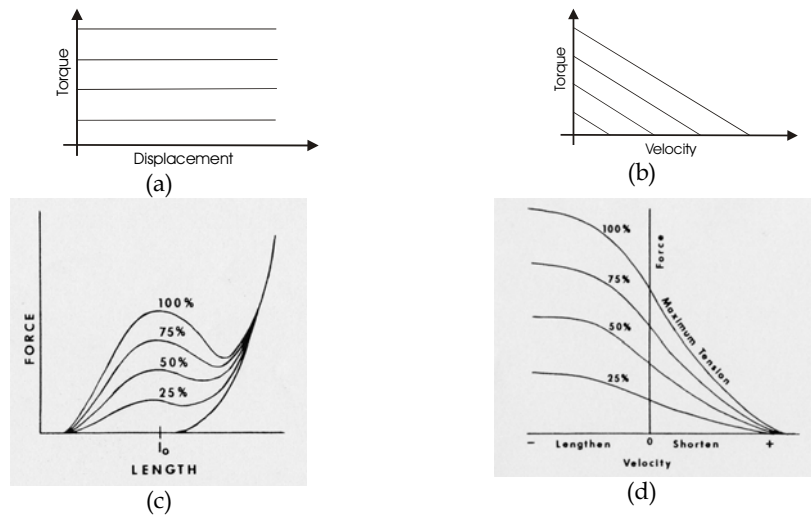 Torque
Displacement
(a)
Torque
Velocity
(b)
FORCE
100%
75%
50%
25%
lo
LENGTH
(c)
100%
75%
50%
25%
Force
Maximum Tension
- Lengthen 0 Shorten +
Velocity
(d)